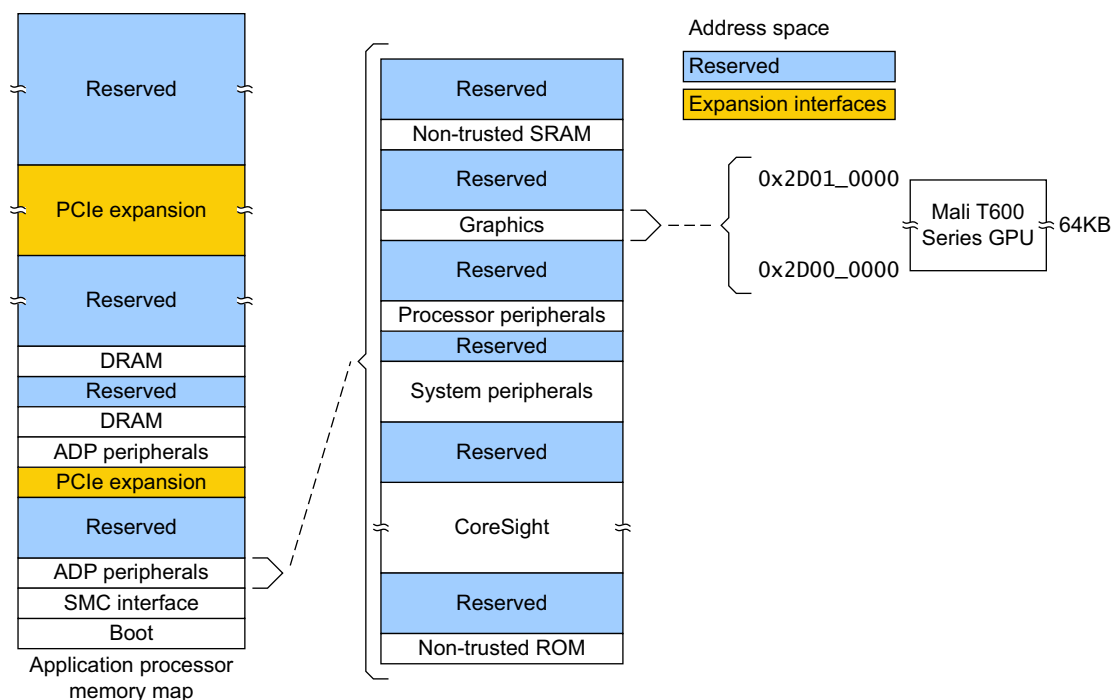 Reserved
PCIe expansion
Reserved
DRAM
Reserved
DRAM
ADP peripherals
PCIe expansion
Reserved
ADP peripherals
SMC interface
Boot
Application processor
memory map
Reserved
Non-trusted SRAM
Reserved
Graphics
Reserved
Processor peripherals
Reserved
System peripherals
Reserved
CoreSight
Reserved
Non-trusted ROM
Address space
Reserved
Expansion interfaces
0x2D01_0000
0x2D00_0000
Mali T600
Series GPU
64KB